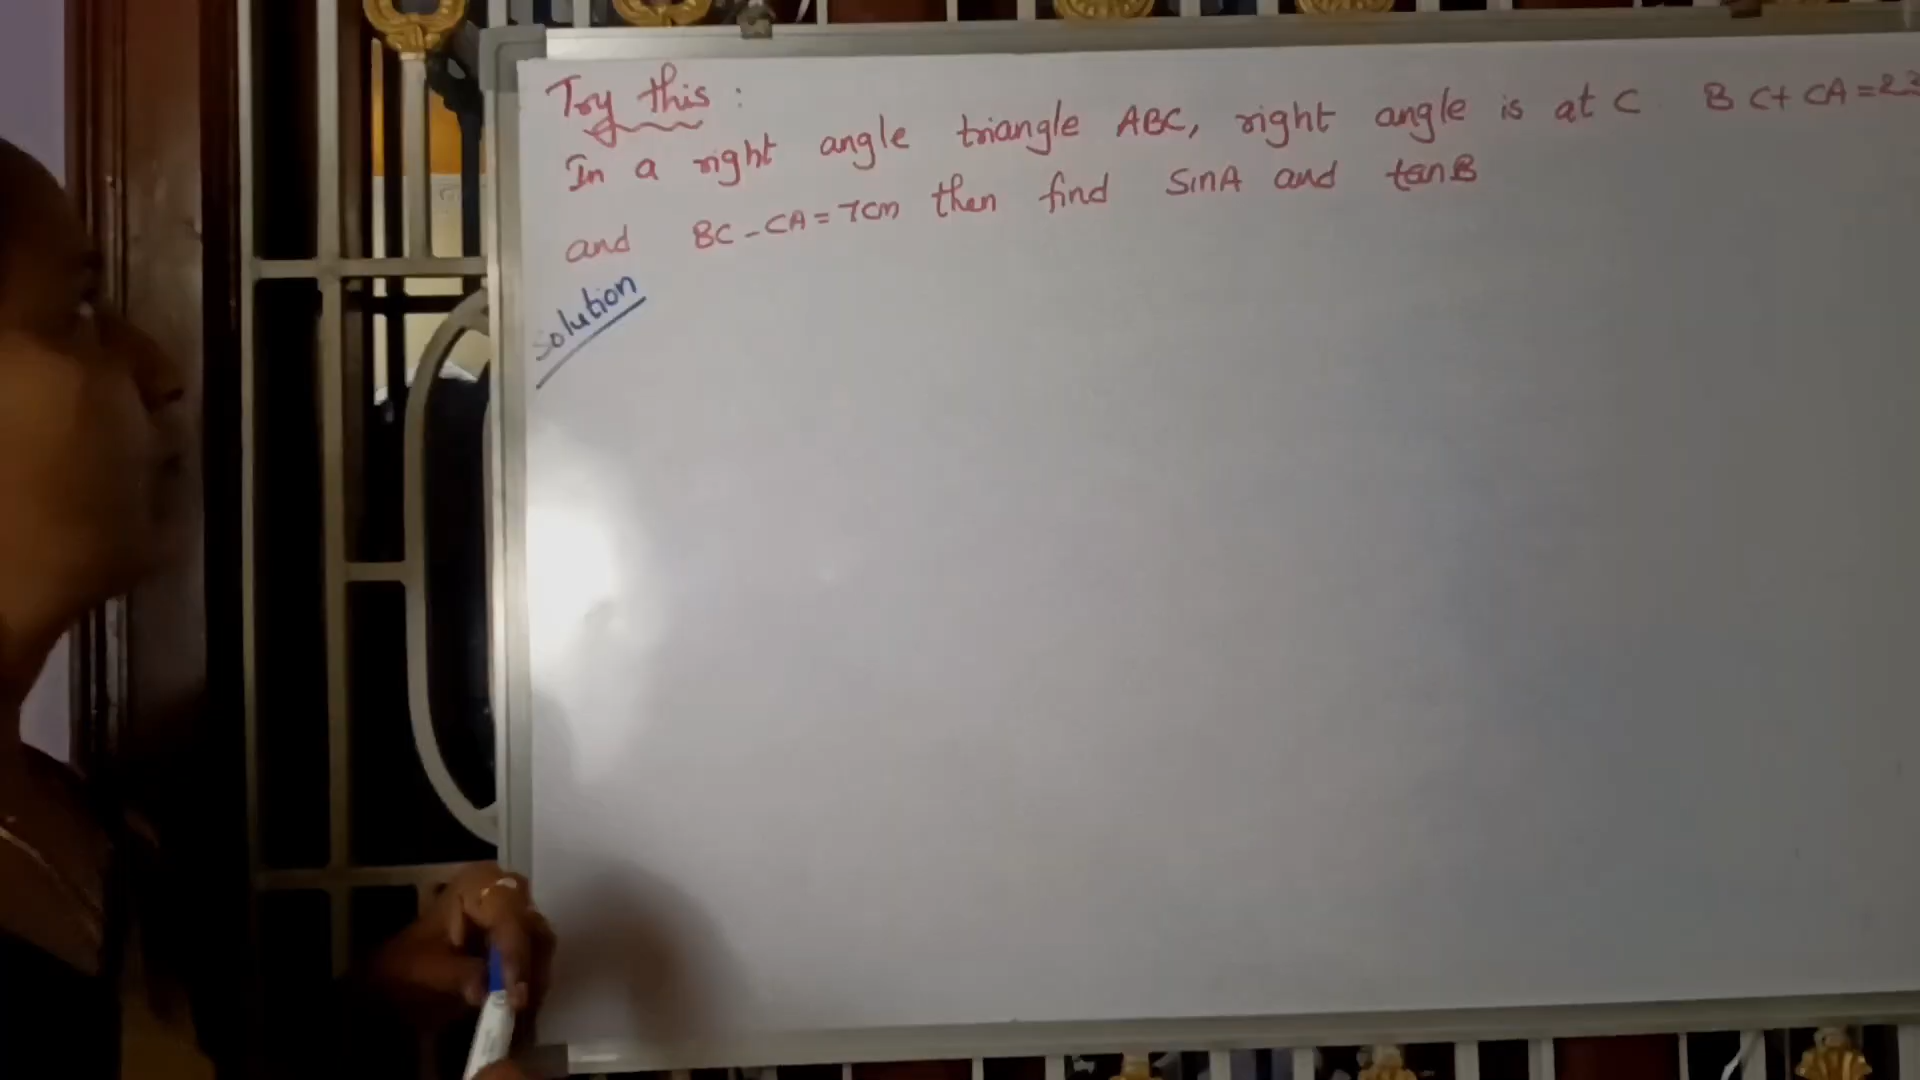 Try this :
In a right angle triangle ABC, right angle is at C BC+ CA=23
and BC-CA=7cm then find SinA and tanB
Solution